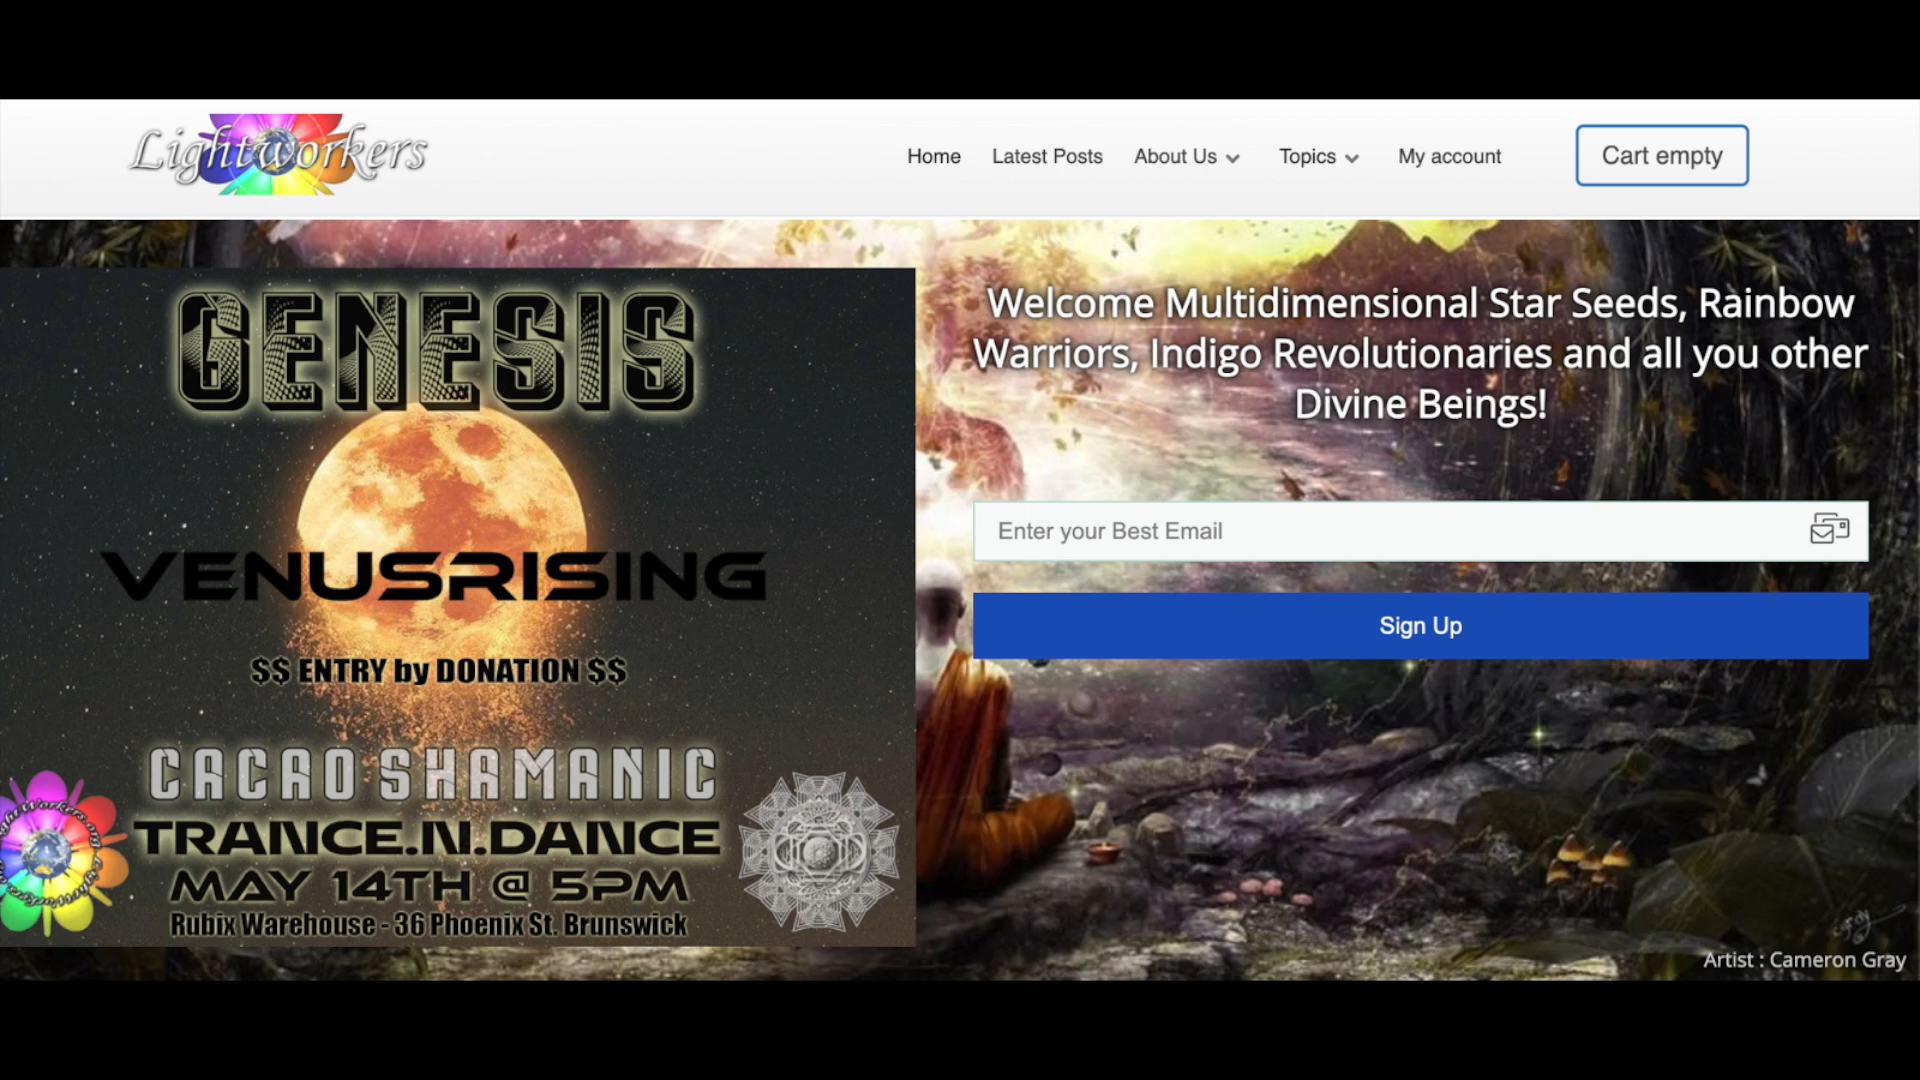 Lightworkers
Home
Latest Posts
About Us
Topics
My account
Cart empty
GENESIS
VENUSRISING
$$ ENTRY by DONATION $$
CACAO SHAMANIC
TRANCE.N.DANCE
MAY 14TH @ 5PM
Rubix Warehouse - 36 Phoenix St. Brunswick
Welcome Multidimensional Star Seeds, Rainbow
Warriors, Indigo Revolutionaries and all you other
Divine Beings!
Enter your Best Email
Sign Up
Artist : Cameron Gray